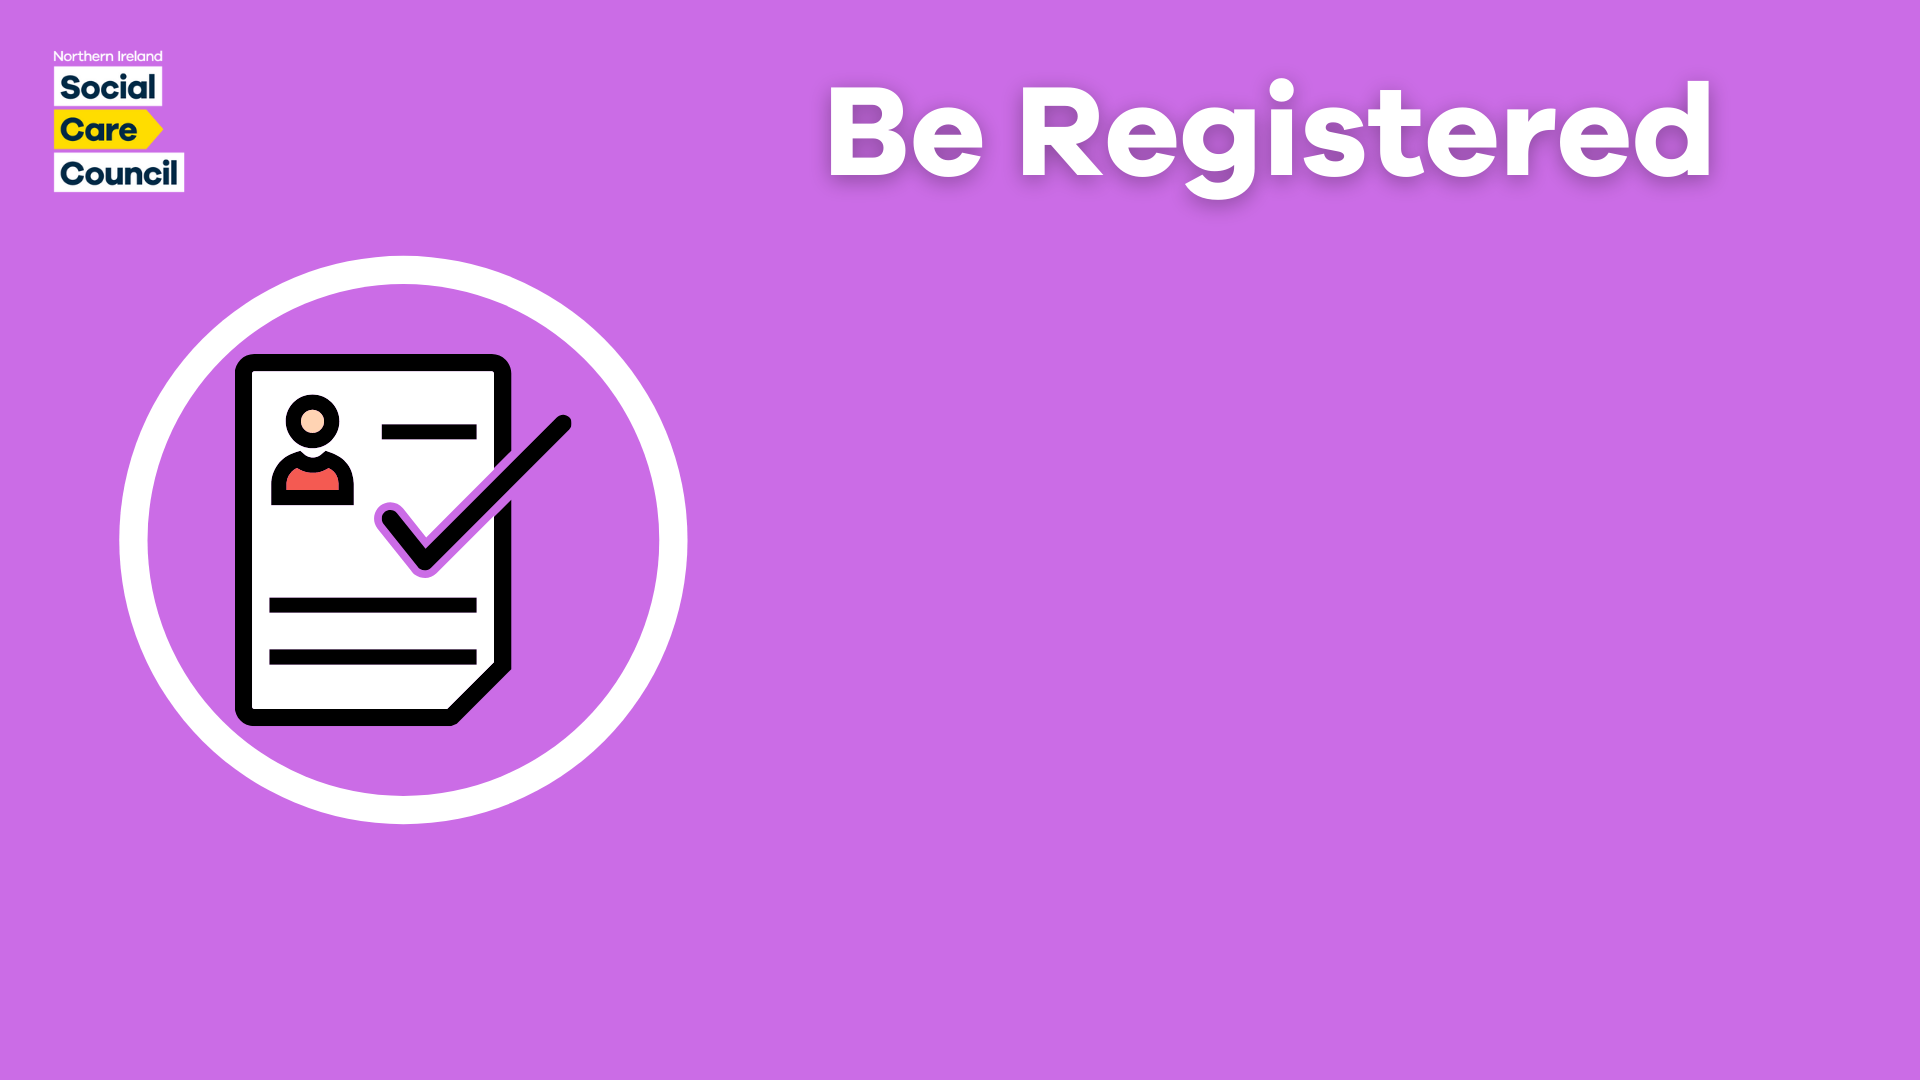 Northern Ireland
Social
Care
Council
Be Registered